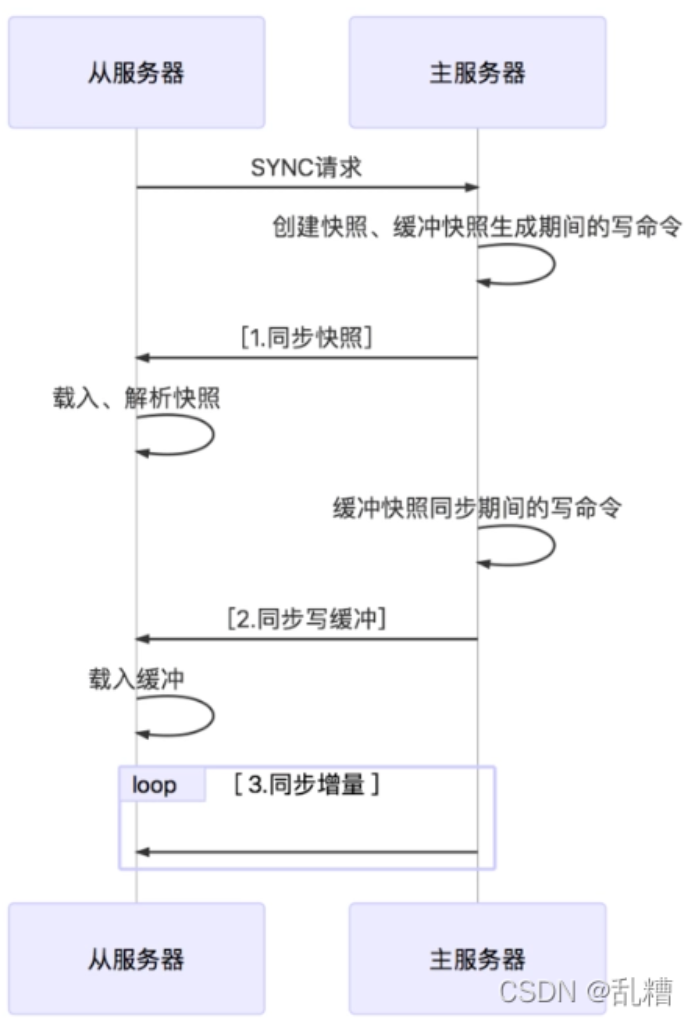 从服务器
主服务器
SYNC请求
创建快照、缓冲快照生成期间的写命令
[1.同步快照]
载入、解析快照
缓冲快照同步期间的写命令
[2.同步写缓冲]
载入缓冲
loop
[ 3.同步增量 ]
从服务器
主服务器
CSDN @乱糟